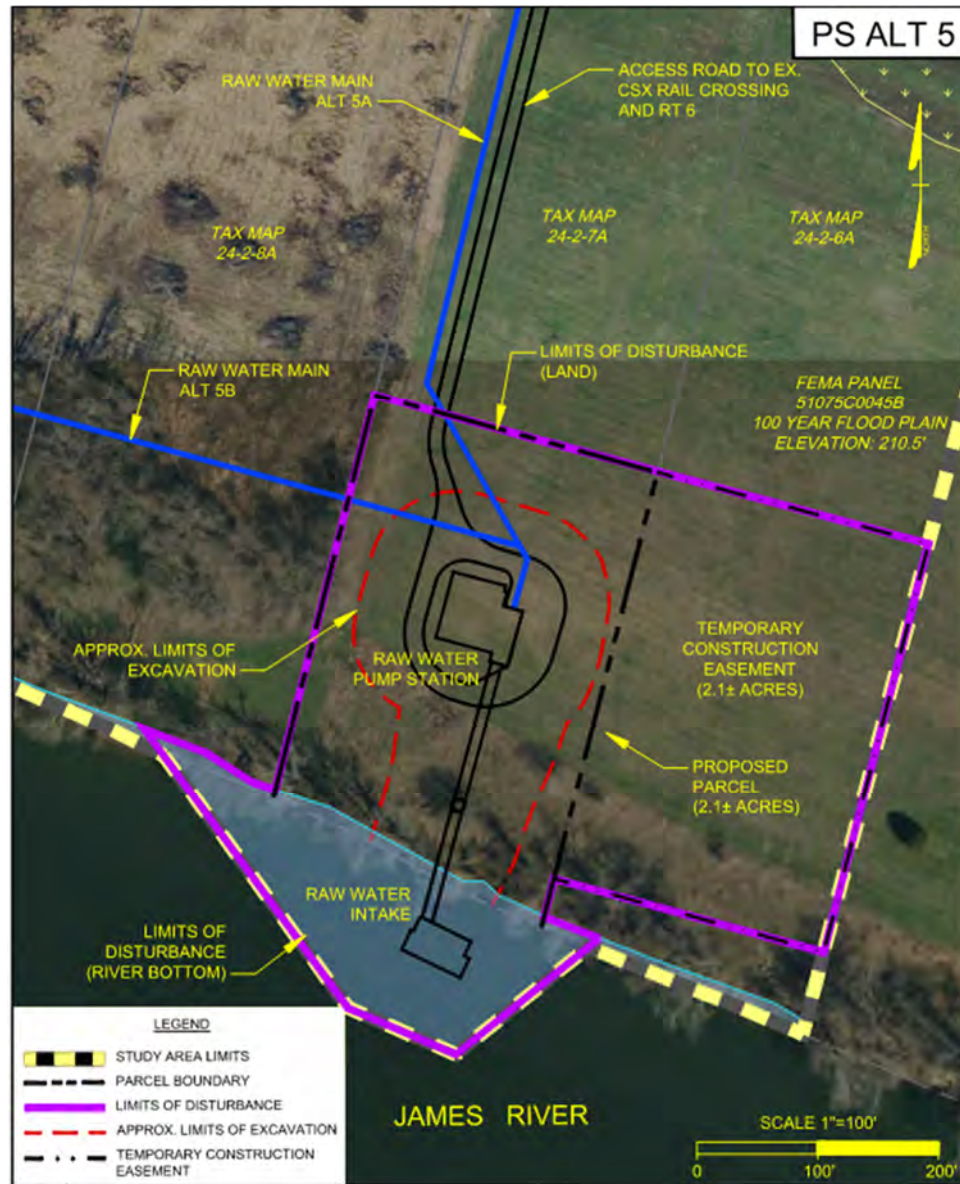 PS ALT 5
RAW WATER MAIN
ALT 5A
ACCESS ROAD TO EX.
CSX RAIL CROSSING
AND RT 6
TAX MAP
24-2-8A
TAX MAP
24-2-7A
TAX MAP
24-2-6A
NORTH
RAW WATER MAIN
ALT 5B
LIMITS OF DISTURBANCE
(LAND)
FEMA PANEL
51075C0045B
100 YEAR FLOOD PLAIN
ELEVATION: 210.5'
APPROX. LIMITS OF
EXCAVATION
RAW WATER
PUMP STATION
TEMPORARY
CONSTRUCTION
EASEMENT
(2.1± ACRES)
PROPOSED
PARCEL
(2.1± ACRES)
RAW WATER
INTAKE
LIMITS OF
DISTURBANCE
(RIVER BOTTOM)
LEGEND
STUDY AREA LIMITS
PARCEL BOUNDARY
LIMITS OF DISTURBANCE
APPROX. LIMITS OF EXCAVATION
TEMPORARY CONSTRUCTION
EASEMENT
JAMES RIVER
SCALE 1"=100'
0 100' 200'